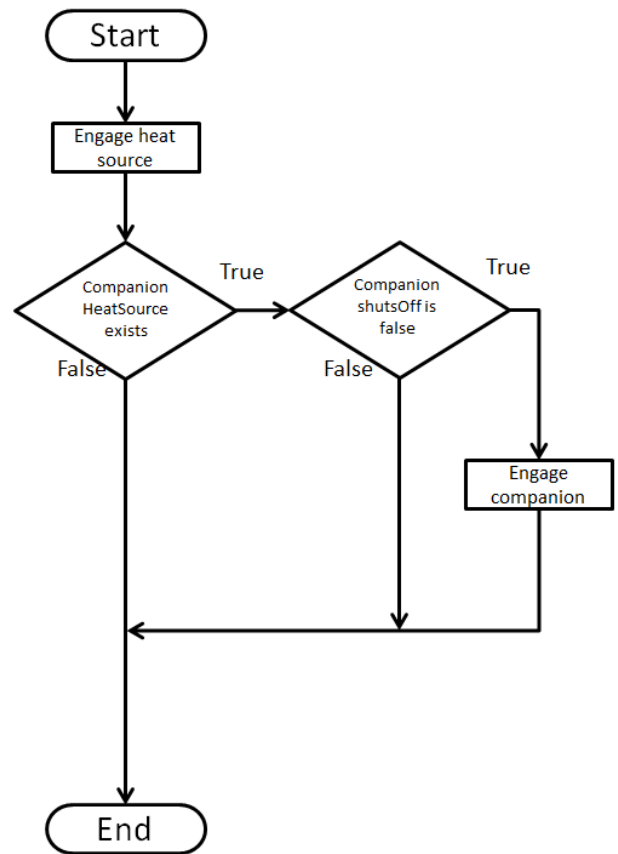 Start
Engage heat
source
Companion
HeatSource
exists
True
False
Companion
shutsOff is
false
True
False
Engage
companion
End